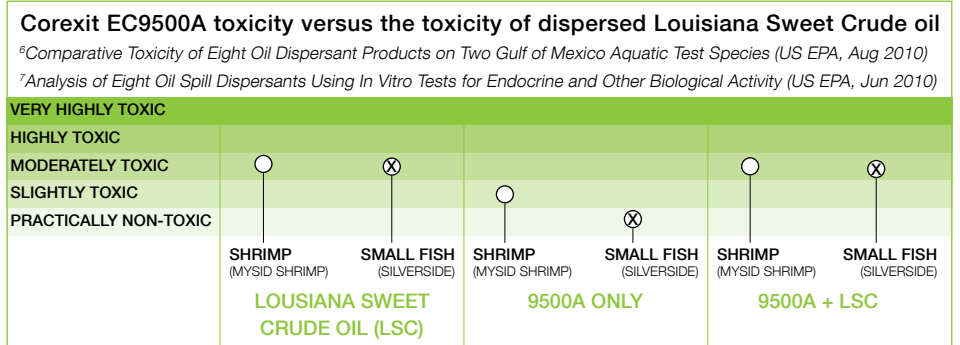 Corexit EC9500A toxicity versus the toxicity of dispersed Louisiana Sweet Crude oil
⁶Comparative Toxicity of Eight Oil Dispersant Products on Two Gulf of Mexico Aquatic Test Species (US EPA, Aug 2010)
⁷Analysis of Eight Oil Spill Dispersants Using In Vitro Tests for Endocrine and Other Biological Activity (US EPA, Jun 2010)
VERY HIGHLY TOXIC
HIGHLY TOXIC
MODERATELY TOXIC
SLIGHTLY TOXIC
PRACTICALLY NON-TOXIC
SHRIMP
(MYSID SHRIMP)
SMALL FISH
(SILVERSIDE)
LOUSIANA SWEET
CRUDE OIL (LSC)
SHRIMP
(MYSID SHRIMP)
SMALL FISH
(SILVERSIDE)
9500A ONLY
SHRIMP
(MYSID SHRIMP)
SMALL FISH
(SILVERSIDE)
9500A + LSC